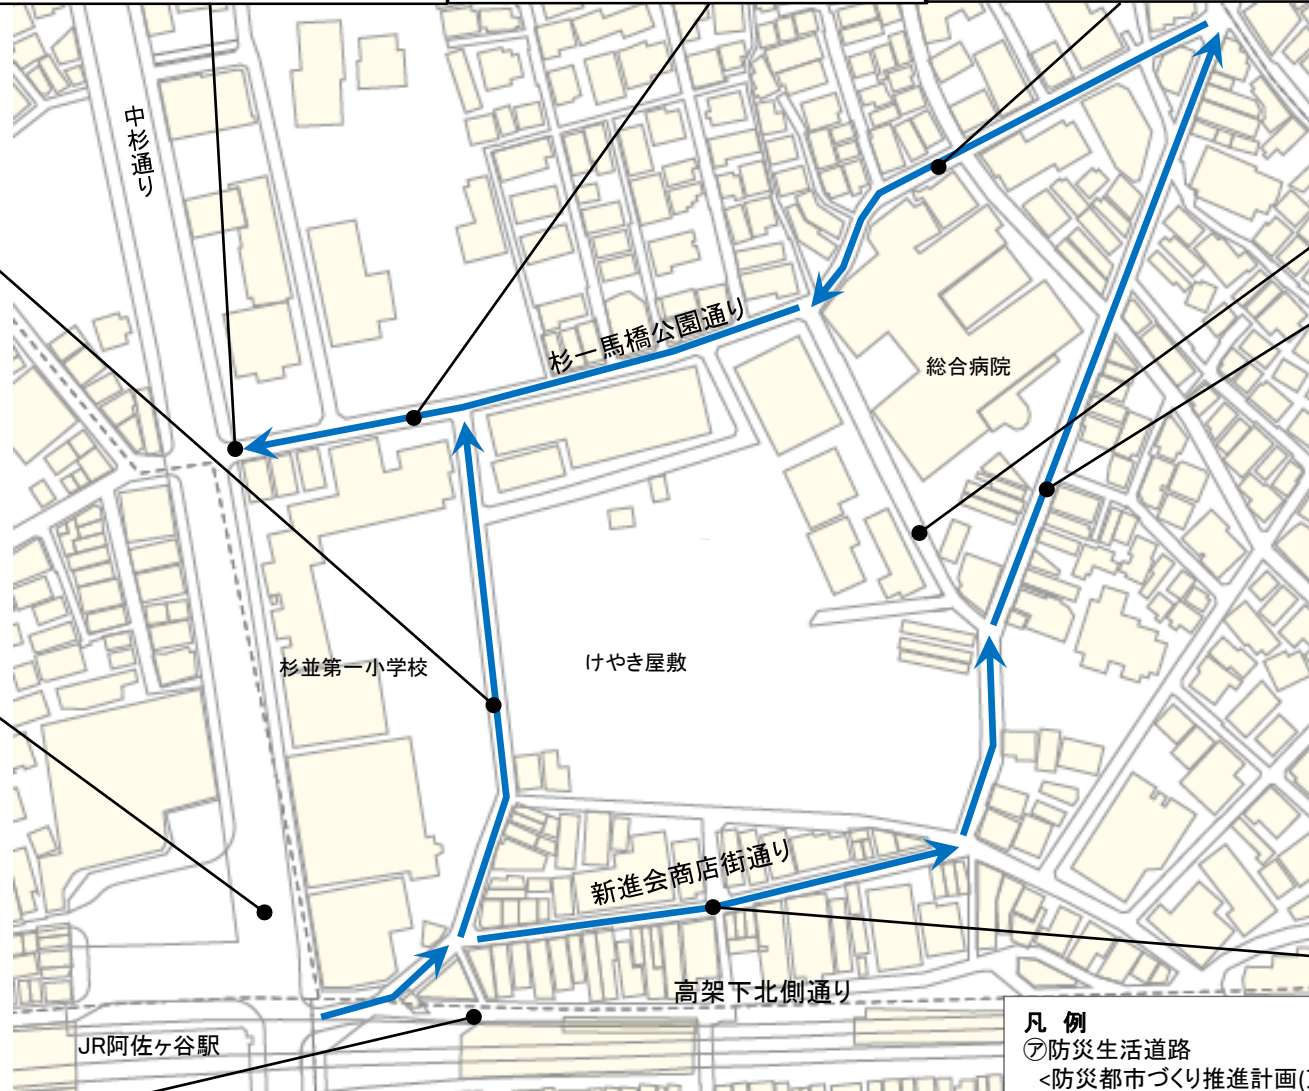 中杉通り
杉一馬橋公園通り
総合病院
杉並第一小学校
けやき屋敷
新進会商店街通り
高架下北側通り
JR阿佐ヶ谷駅
凡 例
㋐防災生活道路
<防災都市づくり推進計画(